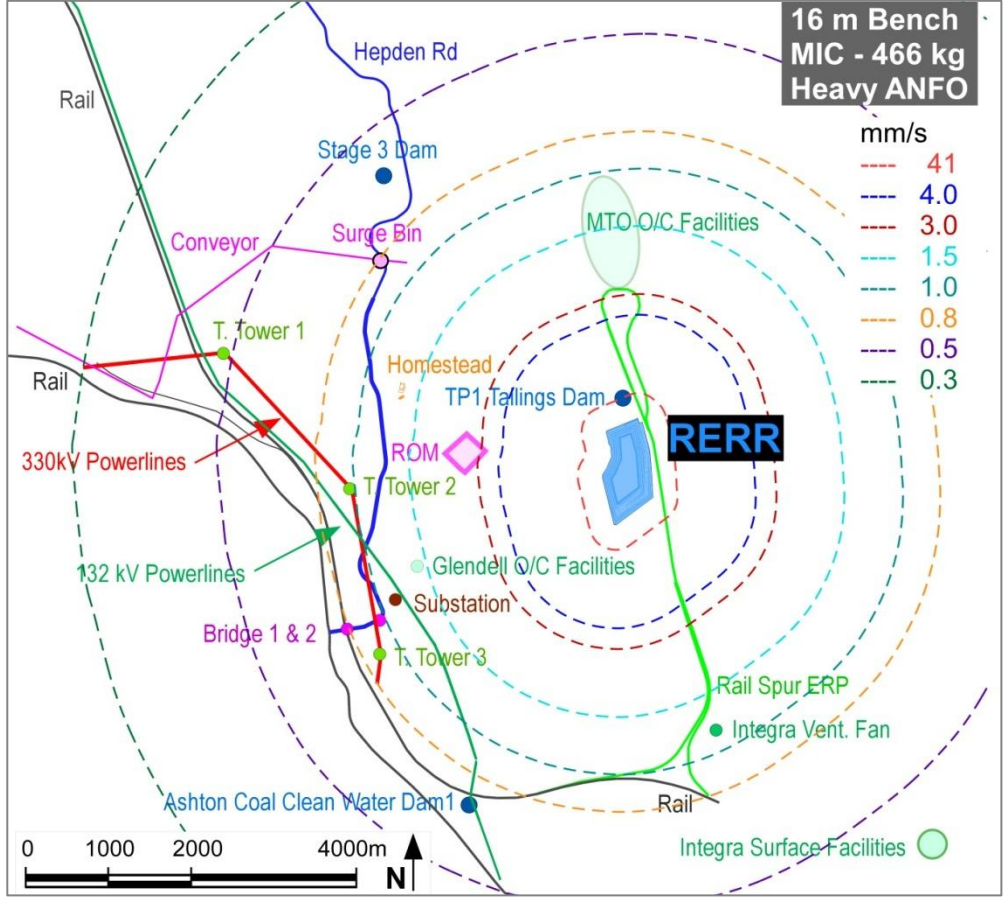 16 m Bench
MIC - 466 kg
Heavy ANFO
Hepden Rd
Rail
mm/s
41
4.0
3.0
1.5
1.0
0.8
0.5
0.3
Stage 3 Dam
MTO O/C Facilities
Conveyor
Surge Bin
T. Tower 1
Rail
Homestead
TP1 Tallings Dam
RERR
330kV Powerlines
ROM
T. Tower 2
132 kV Powerlines
Glendell O/C Facilities
Substation
Bridge 1 & 2
T. Tower 3
Rail Spur ERP
Integra Vent. Fan
Ashton Coal Clean Water Dam1
Rail
Integra Surface Facilities
0 1000 2000 4000m
N